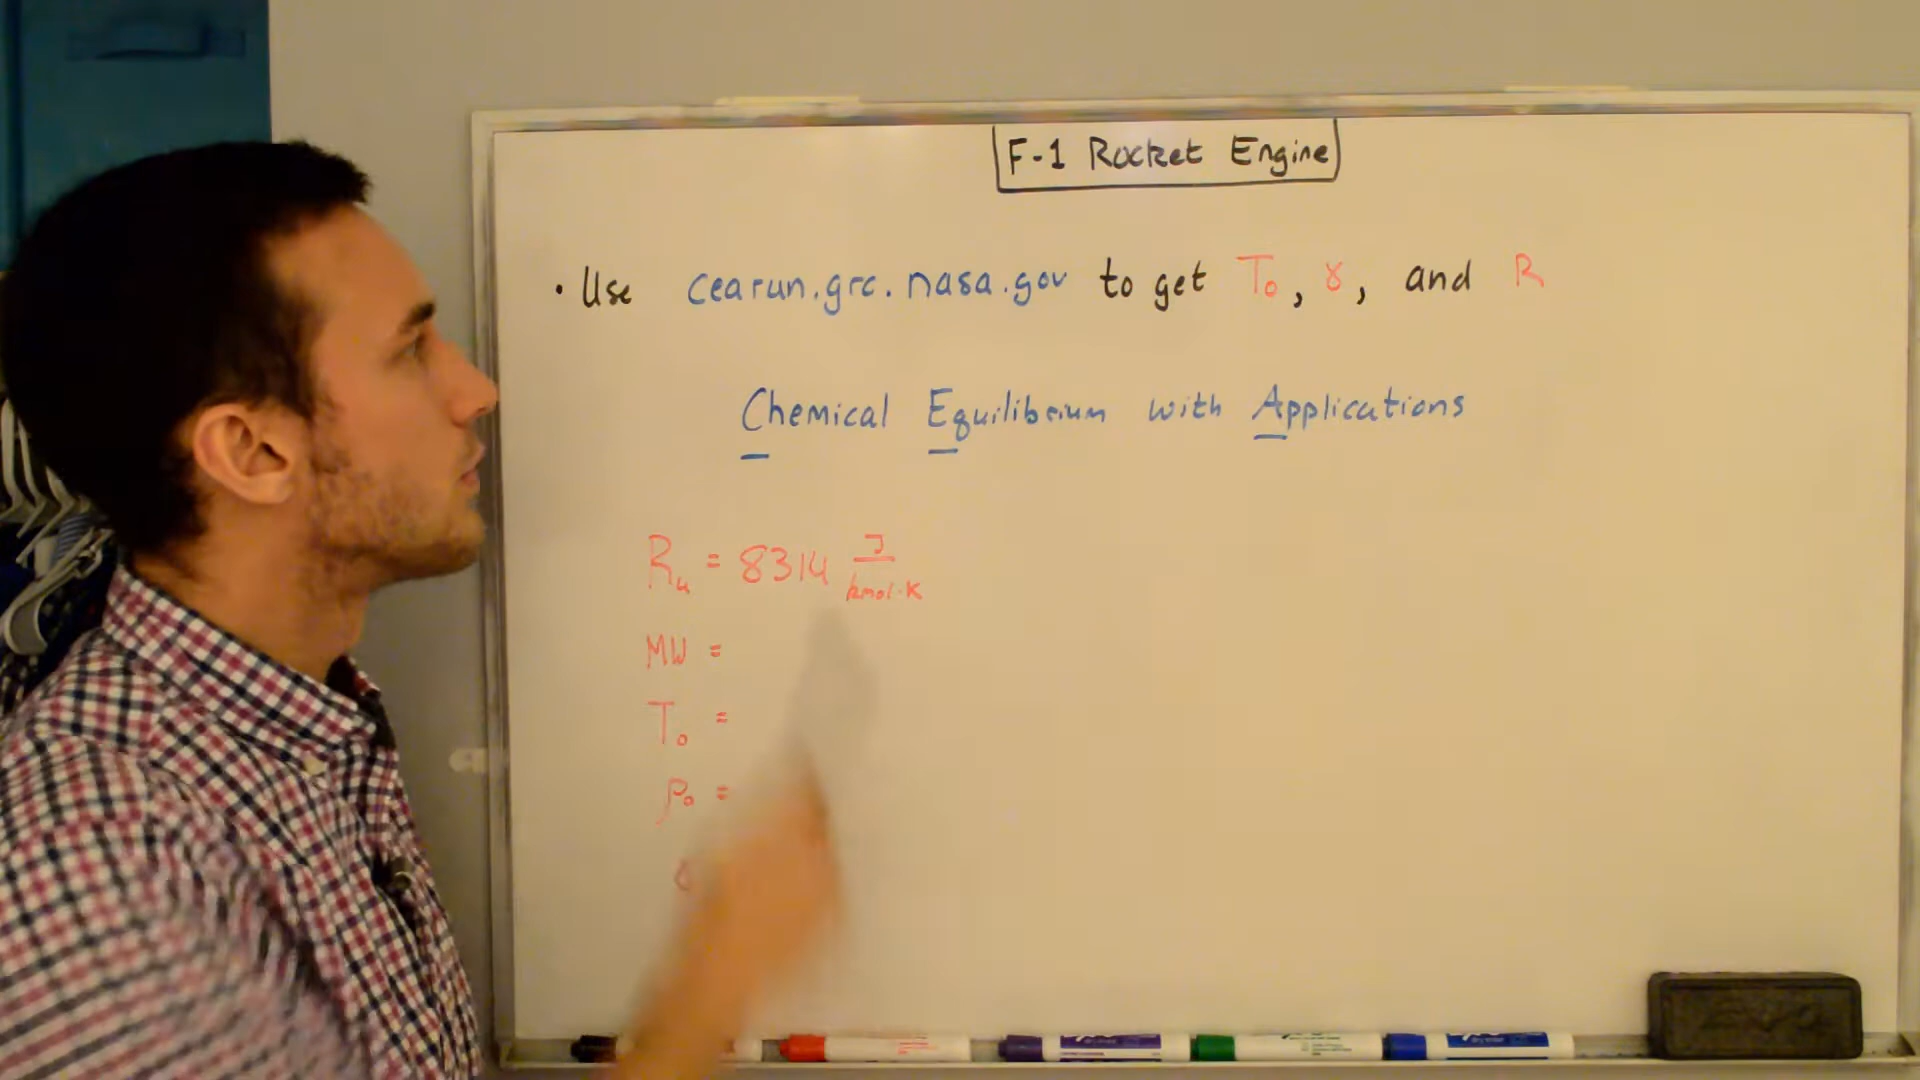 F-1 Rocket Engine
• Use cearun.grc.nasa.gov to get T₀, γ, and R
Chemical Equilibrium with Applications
Rᵤ = 8314 J/kmol·K
MW =
T₀ =
ρ₀ =